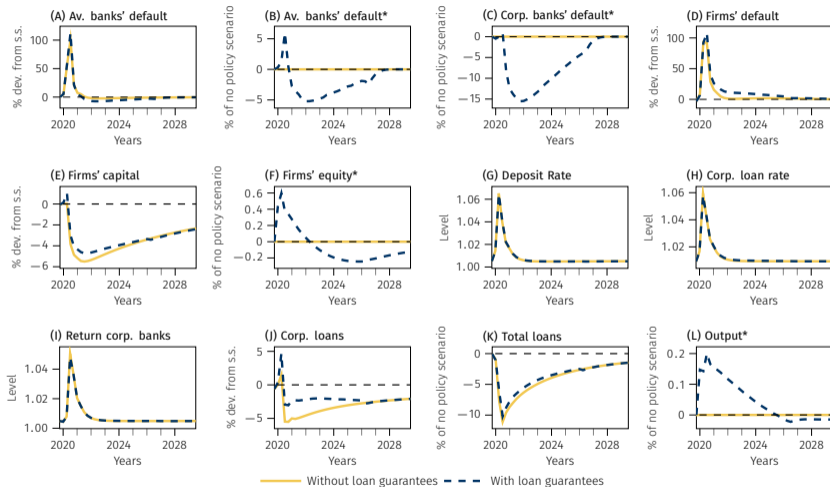 (A) Av. banks' default
(B) Av. banks' default*
(C) Corp. banks' default*
(D) Firms' default
% dev. from s.s.
100
50
0
2020 2024 2028
Years
% of no policy scenario
5
0
−5
2020 2024 2028
Years
% of no policy scenario
0
−5
−10
−15
2020 2024 2028
Years
% dev. from s.s.
100
50
0
2020 2024 2028
Years
(E) Firms' capital
(F) Firms' equity*
(G) Deposit Rate
(H) Corp. loan rate
% dev. from s.s.
0
−2
−4
−6
2020 2024 2028
Years
% of no policy scenario
0.6
0.4
0.2
0
−0.2
2020 2024 2028
Years
Level
1.06
1.04
1.02
1.00
2020 2024 2028
Years
Level
1.06
1.04
1.02
2020 2024 2028
Years
(I) Return corp. banks
(J) Corp. loans
(K) Total loans
(L) Output*
Level
1.04
1.02
1.00
2020 2024 2028
Years
% dev. from s.s.
5
0
−5
2020 2024 2028
Years
% of no policy scenario
0
−5
−10
2020 2024 2028
Years
% of no policy scenario
0.2
0.1
0
2020 2024 2028
Years
Without loan guarantees
With loan guarantees